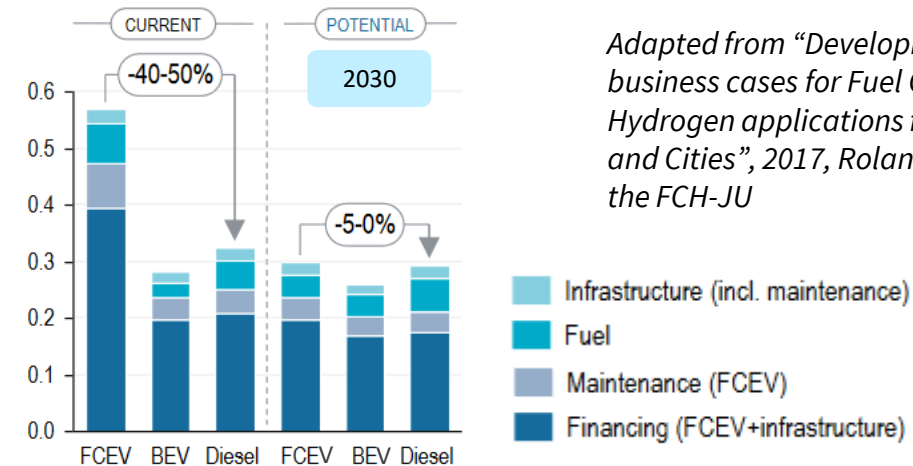 CURRENT
POTENTIAL
-40-50%
2030
0.6
0.5
0.4
0.3
0.2
0.1
0.0
-5-0%
FCEV BEV Diesel FCEV BEV Diesel
Adapted from “Develop
business cases for Fuel
Hydrogen applications
and Cities”, 2017, Rolan
the FCH-JU
Infrastructure (incl. maintenance)
Fuel
Maintenance (FCEV)
Financing (FCEV+infrastructure)